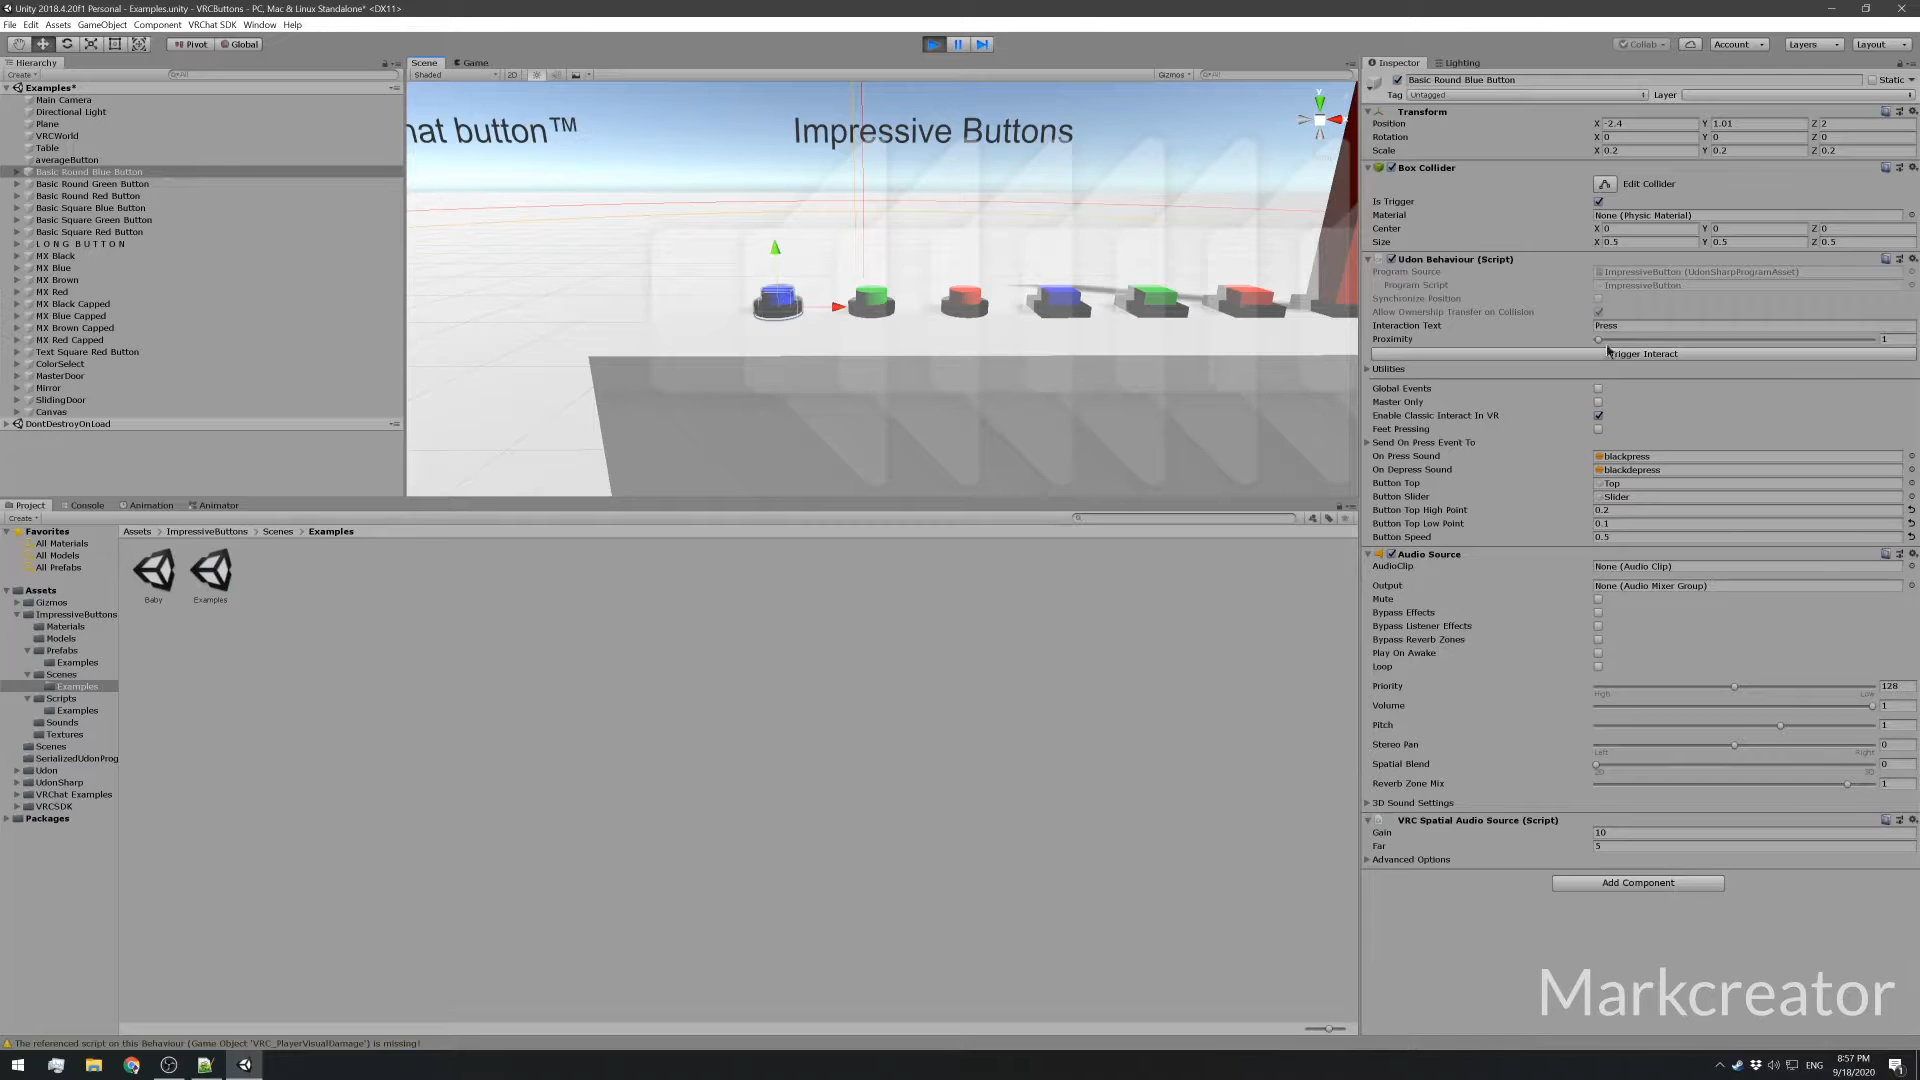 Unity 2018.4.20f1 Personal - Examples.unity - VRCButtons - PC, Mac & Linux Standalone* <DX11>
File Edit Assets GameObject Component VRChat SDK Window Help
Pivot Global Collab Account Layers Layout
Hierarchy
Create All
Examples*
Main Camera
Directional Light
Plane
VRCWorld
Table
averageButton
Basic Round Blue Button
Basic Round Green Button
Basic Round Red Button
Basic Square Blue Button
Basic Square Green Button
Basic Square Red Button
L O N G B U T T O N
MX Black
MX Blue
MX Brown
MX Red
MX Black Capped
MX Blue Capped
MX Brown Capped
MX Red Capped
Text Square Red Button
ColorSelect
MasterDoor
Mirror
SlidingDoor
Canvas
DontDestroyOnLoad
Scene Game
Shaded 2D Gizmos All
hat button™ Impressive Buttons
y
Inspector Lighting
Basic Round Blue Button Static
Tag Untagged Layer
Transform
Position X -2.4 Y 1.01 Z 2
Rotation X 0 Y 0 Z 0
Scale X 0.2 Y 0.2 Z 0.2
Box Collider
Edit Collider
Is Trigger
Material None (Physic Material)
Center X 0 Y 0 Z 0
Size X 0.5 Y 0.5 Z 0.5
Udon Behaviour (Script)
Program Source ImpressiveButton (UdonSharpProgramAsset)
Program Script ImpressiveButton
Synchronize Position
Allow Ownership Transfer on Collision
Interaction Text Press
Proximity 1
Trigger Interact
Utilities
Global Events
Master Only
Enable Classic Interact In VR
Feet Pressing
Send On Press Event To
On Press Sound blackpress
On Depress Sound blackdepress
Button Top Top
Button Slider Slider
Button Top High Point 0.2
Button Top Low Point 0.1
Button Speed 0.5
Audio Source
AudioClip None (Audio Clip)
Output None (Audio Mixer Group)
Mute
Bypass Effects
Bypass Listener Effects
Bypass Reverb Zones
Play On Awake
Loop
Priority 128
High Low
Volume 1
Pitch 1
Stereo Pan 0
Left Right
Spatial Blend 0
2D 3D
Reverb Zone Mix 1
3D Sound Settings
VRC Spatial Audio Source (Script)
Gain 10
Far 5
Advanced Options
Add Component
Project Console Animation Animator
Create
Favorites
All Materials
All Models
All Prefabs
Assets
Gizmos
ImpressiveButtons
Materials
Models
Prefabs
Examples
Scenes
Examples
Scripts
Examples
Sounds
Textures
Scenes
SerializedUdonProg
Udon
UdonSharp
VRChat Examples
VRCSDK
Packages
Assets ImpressiveButtons Scenes Examples
Baby Examples
Markcreator
The referenced script on this Behaviour (Game Object 'VRC_PlayerVisualDamage') is missing!
ENG
8:57 PM
9/18/2020
1